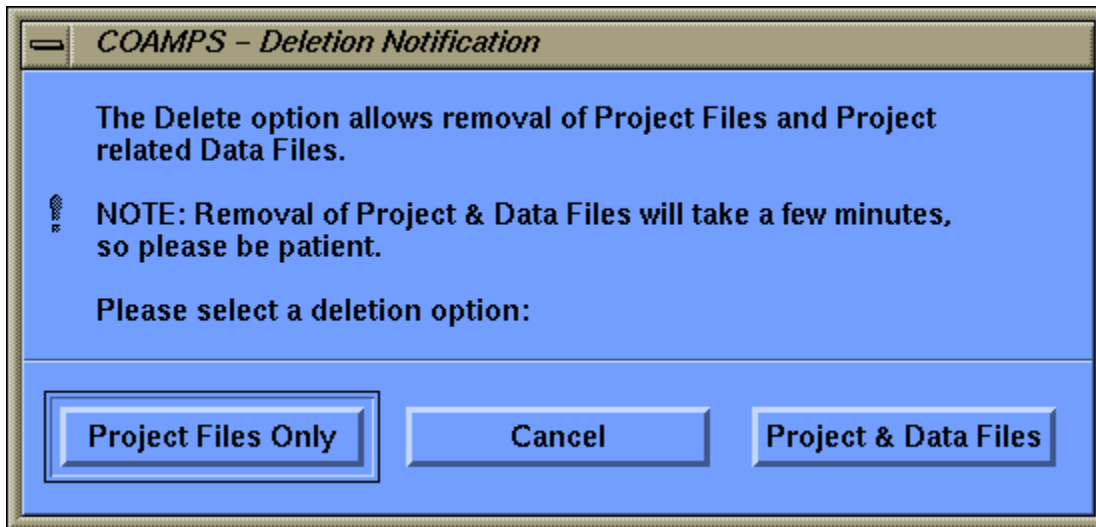 COAMPS – Deletion Notification
The Delete option allows removal of Project Files and Project
related Data Files.
NOTE: Removal of Project & Data Files will take a few minutes,
so please be patient.
Please select a deletion option:
Project Files Only
Cancel
Project & Data Files